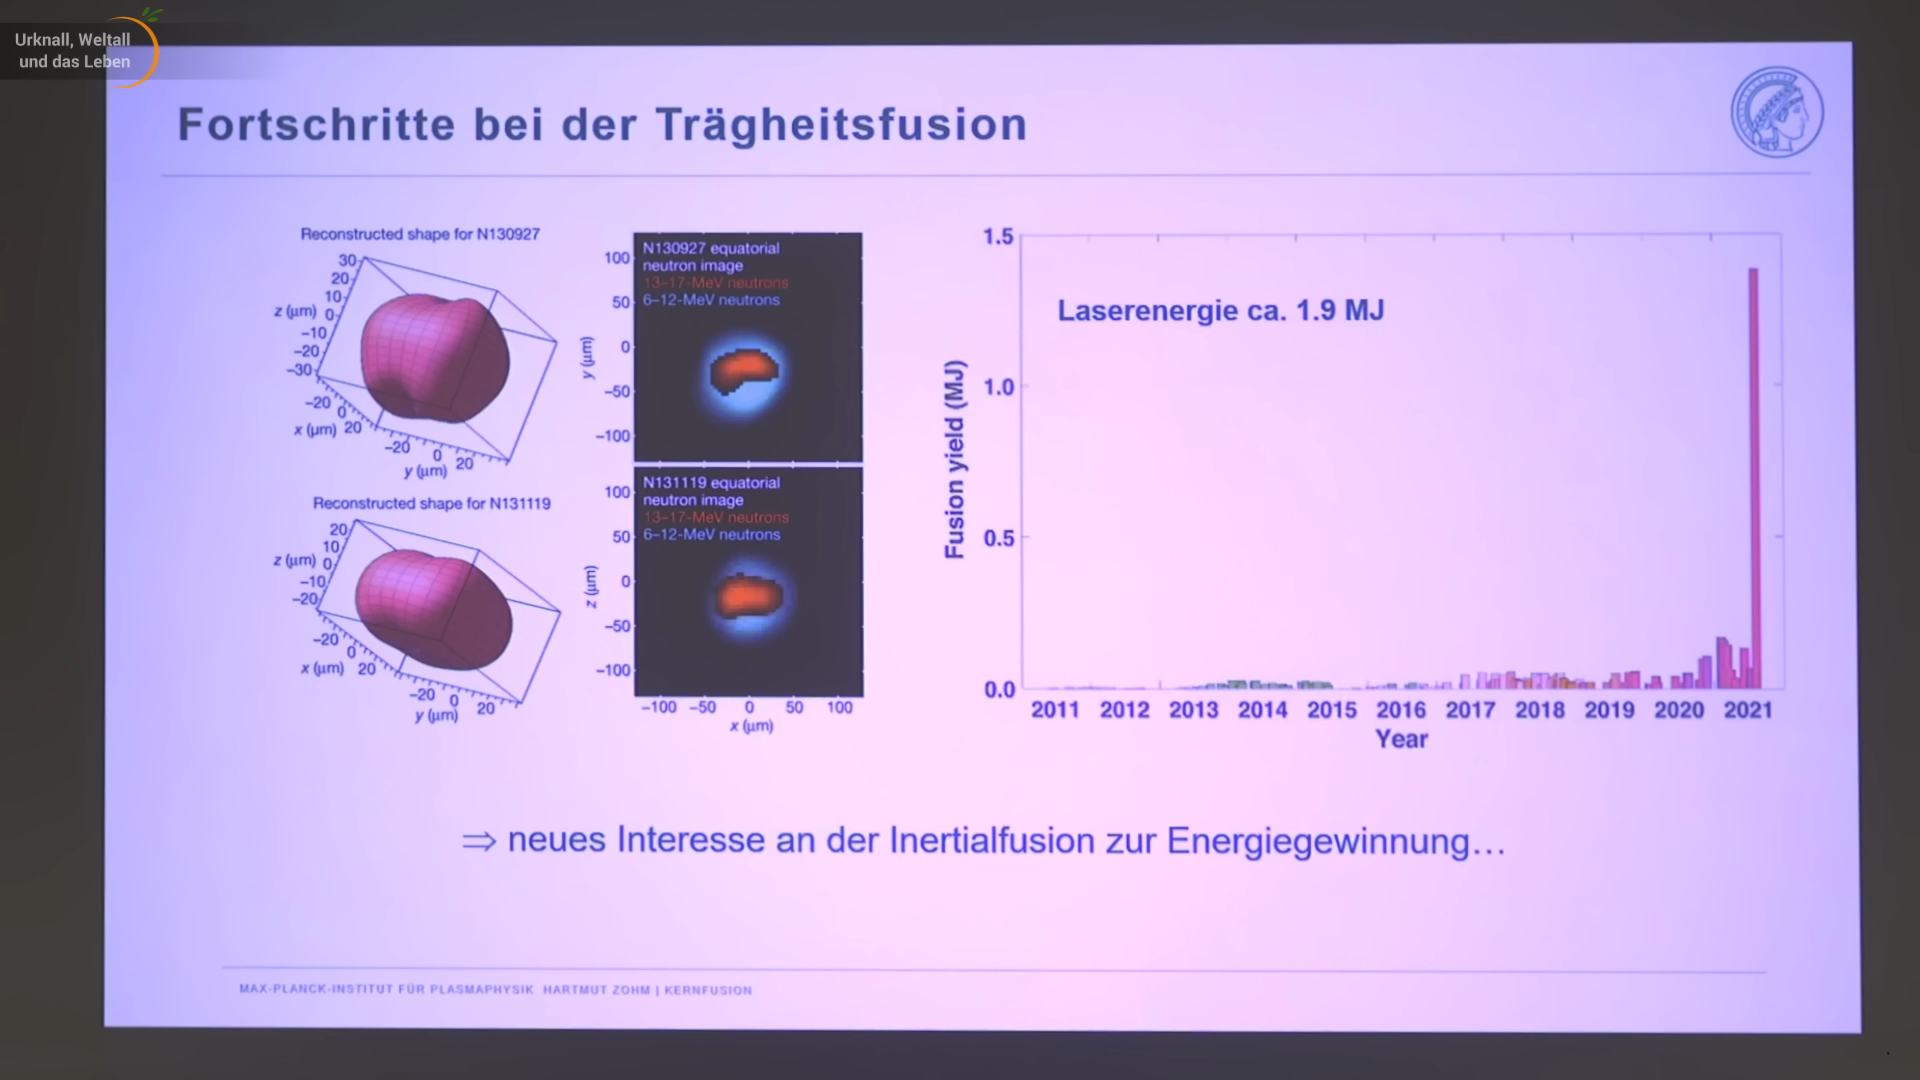 Urknall, Weltall
und das Leben
Fortschritte bei der Trägheitsfusion
Reconstructed shape for N130927
30
20
10
z (μm) 0
−10
−20
−30
−20
0
x (μm) 20
−20
0
20
y (μm)
N130927 equatorial
neutron image
13–17-MeV neutrons
6–12-MeV neutrons
100
50
0
−50
−100
y (μm)
Reconstructed shape for N131119
20
10
z (μm) 0
−10
−20
−20
0
x (μm) 20
−20
0
20
y (μm)
N131119 equatorial
neutron image
13–17-MeV neutrons
6–12-MeV neutrons
100
50
0
−50
−100
z (μm)
−100 −50 0 50 100
x (μm)
Laserenergie ca. 1.9 MJ
1.5
1.0
0.5
0.0
Fusion yield (MJ)
2011 2012 2013 2014 2015 2016 2017 2018 2019 2020 2021
Year
⇒ neues Interesse an der Inertialfusion zur Energiegewinnung…
MAX-PLANCK-INSTITUT FÜR PLASMAPHYSIK HARTMUT ZOHM | KERNFUSION